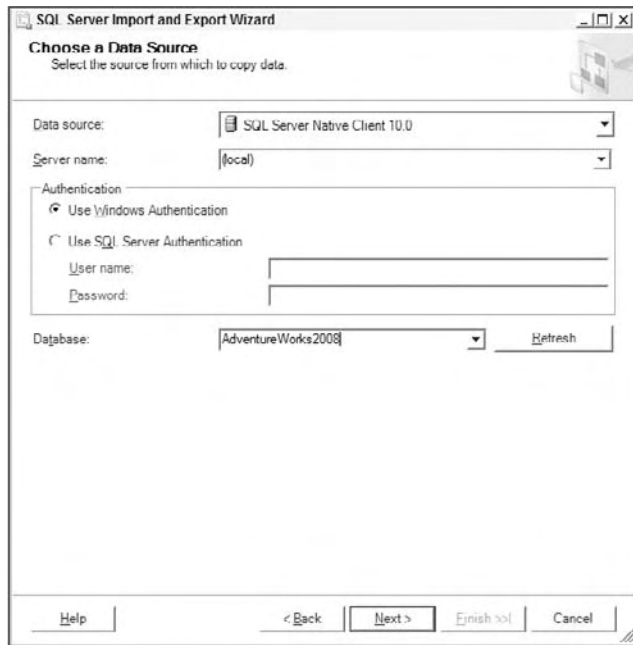 SQL Server Import and Export Wizard
Choose a Data Source
Select the source from which to copy data.
Data source:
SQL Server Native Client 10.0
Server name:
(local)
Authentication
Use Windows Authentication
Use SQL Server Authentication
User name:
Password:
Database:
AdventureWorks2008
Refresh
Help
< Back
Next >
Finish >>|
Cancel